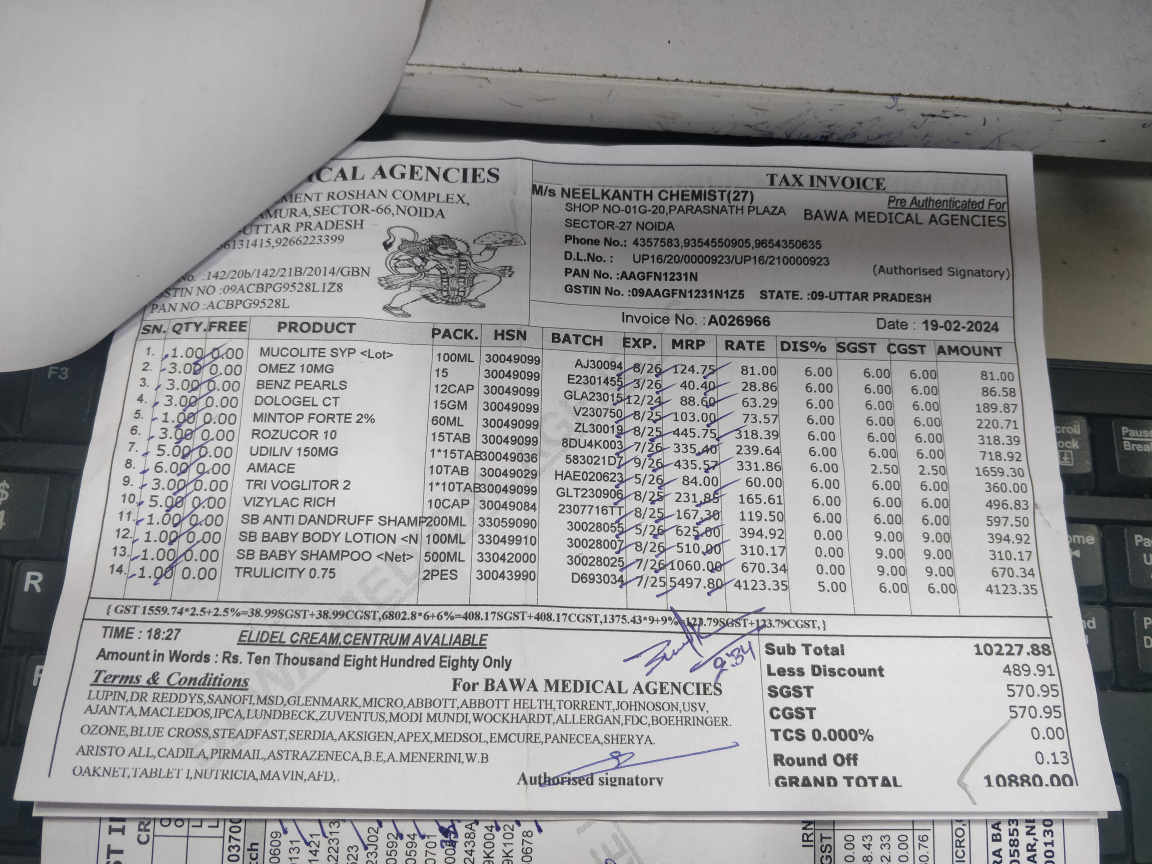 CAL AGENCIES
MENT ROSHAN COMPLEX,
AMURA,SECTOR-66,NOIDA
UTTAR PRADESH
6131415,9266223399
No. :142/20b/142/21B/2014/GBN
GSTIN NO :09ACBPG9528L1Z8
PAN NO :ACBPG9528L
TAX INVOICE
M/s NEELKANTH CHEMIST(27)
SHOP NO-01G-20,PARASNATH PLAZA
SECTOR-27 NOIDA
Phone No.: 4357583,9354550905,9654350635
D.L.No. : UP16/20/0000923/UP16/210000923
PAN No. :AAGFN1231N
GSTIN No. :09AAGFN1231N1Z5 STATE. :09-UTTAR PRADESH
Pre Authenticated For
BAWA MEDICAL AGENCIES
(Authorised Signatory)
Invoice No. :A026966 Date : 19-02-2024
SN. QTY. FREE PRODUCT PACK. HSN BATCH EXP. MRP RATE DIS% SGST CGST AMOUNT
1. 1.00 0.00 MUCOLITE SYP <Lot> 100ML 30049099 AJ30094 8/26 124.75 81.00 6.00 6.00 6.00 81.00
2. 3.00 0.00 OMEZ 10MG 15 30049099 E2301455 3/26 40.40 28.86 6.00 6.00 6.00 86.58
3. 3.00 0.00 BENZ PEARLS 12CAP 30049099 GLA23015 12/24 88.60 63.29 6.00 6.00 6.00 189.87
4. 3.00 0.00 DOLOGEL CT 15GM 30049099 V230750 8/25 103.00 73.57 6.00 6.00 6.00 220.71
5. 1.00 0.00 MINTOP FORTE 2% 60ML 30049099 ZL30019 8/25 445.75 318.39 6.00 6.00 6.00 318.39
6. 3.00 0.00 ROZUCOR 10 15TAB 30049099 8DU4K003 7/26 335.40 239.64 6.00 6.00 6.00 718.92
7. 5.00 0.00 UDILIV 150MG 1*15TAB 30049036 583021D7 9/26 435.57 331.86 6.00 2.50 2.50 1659.30
8. 6.00 0.00 AMACE 10TAB 30049029 HAE020623 5/26 84.00 60.00 6.00 6.00 6.00 360.00
9. 3.00 0.00 TRI VOGLITOR 2 1*10TAB 30049099 GLT230906 8/25 231.85 165.61 6.00 6.00 6.00 496.83
10. 5.00 0.00 VIZYLAC RICH 10CAP 30049084 2307716TT 8/25 167.30 119.50 6.00 6.00 6.00 597.50
11. 1.00 0.00 SB ANTI DANDRUFF SHAMP 200ML 33059090 30028055 5/26 625.00 394.92 0.00 9.00 9.00 394.92
12. 1.00 0.00 SB BABY BODY LOTION <N 100ML 33049910 30028007 8/26 510.00 310.17 0.00 9.00 9.00 310.17
13. 1.00 0.00 SB BABY SHAMPOO <Net> 500ML 33042000 30028025 7/26 1060.00 670.34 0.00 9.00 9.00 670.34
14. 1.00 0.00 TRULICITY 0.75 2PES 30043990 D693034 7/25 5497.80 4123.35 5.00 6.00 6.00 4123.35
{ GST 1559.74*2.5+2.5%=38.99SGST+38.99CGST,6802.8*6+6%=408.17SGST+408.17CGST,1375.43*9+9%=123.79SGST+123.79CGST,}
TIME : 18:27 ELIDEL CREAM,CENTRUM AVALIABLE
Amount in Words : Rs. Ten Thousand Eight Hundred Eighty Only
Terms & Conditions For BAWA MEDICAL AGENCIES
LUPIN,DR REDDYS,SANOFI,MSD,GLENMARK,MICRO,ABBOTT,ABBOTT HELTH,TORRENT,JOHNSON,USV,
AJANTA,MACLEDOS,IPCA,LUNDBECK,ZUVENTUS,MODI MUNDI,WOCKHARDT,ALLERGAN,FDC,BOEHRINGER.
OZONE,BLUE CROSS,STEADFAST,SERDIA,AKSIGEN,APEX,MEDSOL,EMCURE,PANECEA,SHERYA.
ARISTO ALL,CADILA,PIRMAIL,ASTRAZENECA,B.E,A.MENERINI,W.B
OAKNET,TABLET I,NUTRICIA,MAVIN,AFD,.
Authorised signatory
Sub Total 10227.88
Less Discount 489.91
SGST 570.95
CGST 570.95
TCS 0.000% 0.00
Round Off 0.13
GRAND TOTAL 10880.00
F3
R